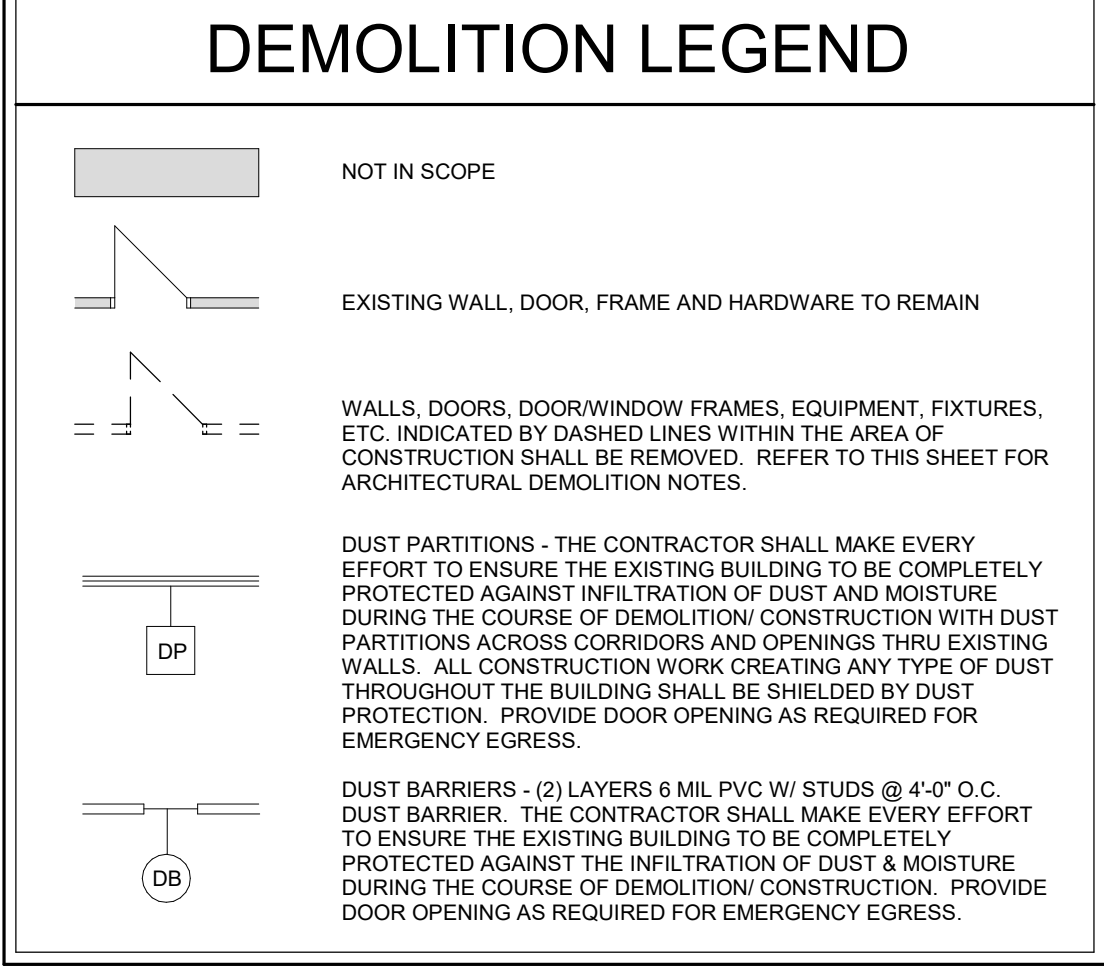 DEMOLITION LEGEND
NOT IN SCOPE
EXISTING WALL, DOOR, FRAME AND HARDWARE TO REMAIN
WALLS, DOORS, DOOR/WINDOW FRAMES, EQUIPMENT, FIXTURES,
ETC. INDICATED BY DASHED LINES WITHIN THE AREA OF
CONSTRUCTION SHALL BE REMOVED. REFER TO THIS SHEET FOR
ARCHITECTURAL DEMOLITION NOTES.
DP
DUST PARTITIONS - THE CONTRACTOR SHALL MAKE EVERY
EFFORT TO ENSURE THE EXISTING BUILDING TO BE COMPLETELY
PROTECTED AGAINST INFILTRATION OF DUST AND MOISTURE
DURING THE COURSE OF DEMOLITION/ CONSTRUCTION WITH DUST
PARTITIONS ACROSS CORRIDORS AND OPENINGS THRU EXISTING
WALLS. ALL CONSTRUCTION WORK CREATING ANY TYPE OF DUST
THROUGHOUT THE BUILDING SHALL BE SHIELDED BY DUST
PROTECTION. PROVIDE DOOR OPENING AS REQUIRED FOR
EMERGENCY EGRESS.
DB
DUST BARRIERS - (2) LAYERS 6 MIL PVC W/ STUDS @ 4'-0" O.C.
DUST BARRIER. THE CONTRACTOR SHALL MAKE EVERY EFFORT
TO ENSURE THE EXISTING BUILDING TO BE COMPLETELY
PROTECTED AGAINST THE INFILTRATION OF DUST & MOISTURE
DURING THE COURSE OF DEMOLITION/ CONSTRUCTION. PROVIDE
DOOR OPENING AS REQUIRED FOR EMERGENCY EGRESS.